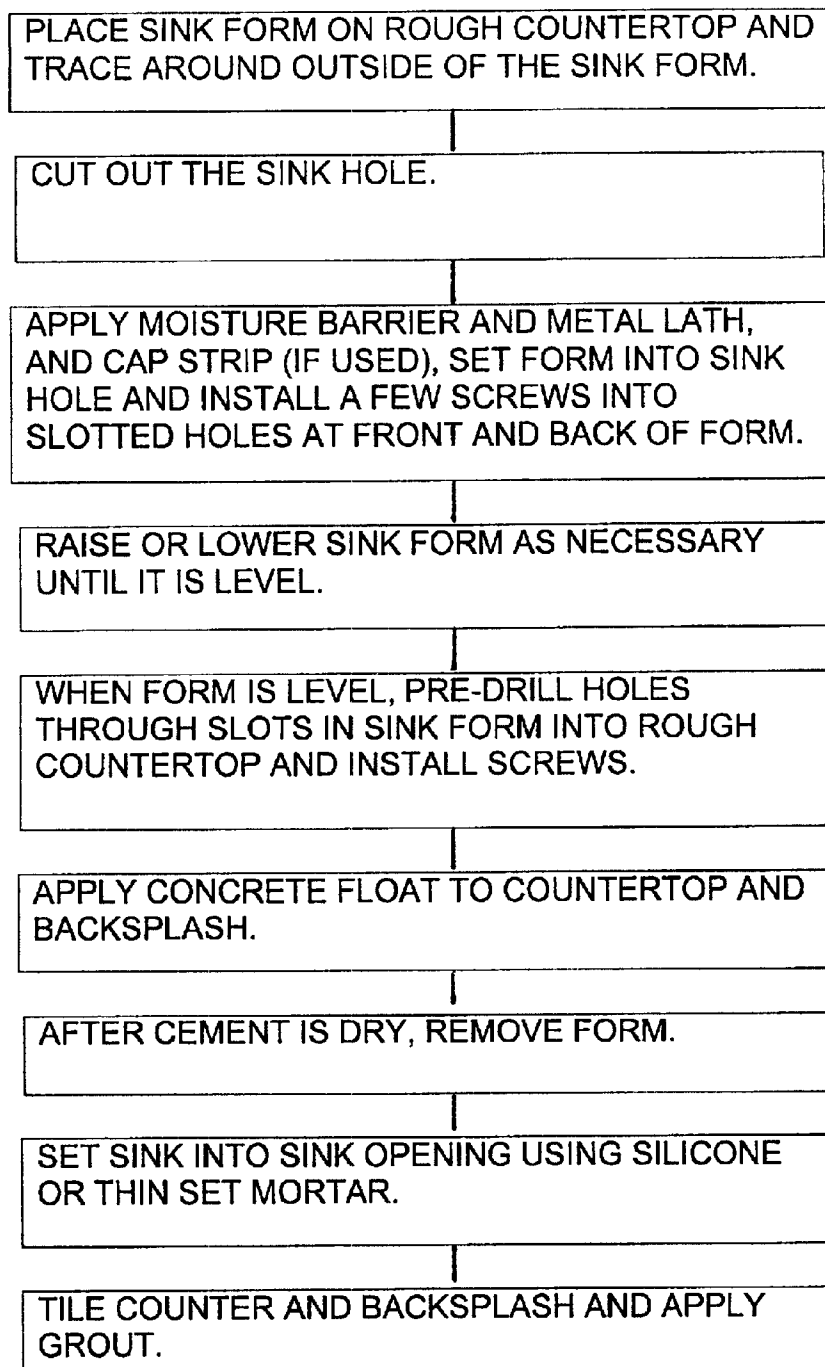 PLACE SINK FORM ON ROUGH COUNTERTOP AND
TRACE AROUND OUTSIDE OF THE SINK FORM.
CUT OUT THE SINK HOLE.
APPLY MOISTURE BARRIER AND METAL LATH,
AND CAP STRIP (IF USED), SET FORM INTO SINK
HOLE AND INSTALL A FEW SCREWS INTO
SLOTTED HOLES AT FRONT AND BACK OF FORM.
RAISE OR LOWER SINK FORM AS NECESSARY
UNTIL IT IS LEVEL.
WHEN FORM IS LEVEL, PRE-DRILL HOLES
THROUGH SLOTS IN SINK FORM INTO ROUGH
COUNTERTOP AND INSTALL SCREWS.
APPLY CONCRETE FLOAT TO COUNTERTOP AND
BACKSPLASH.
AFTER CEMENT IS DRY, REMOVE FORM.
SET SINK INTO SINK OPENING USING SILICONE
OR THIN SET MORTAR.
TILE COUNTER AND BACKSPLASH AND APPLY
GROUT.